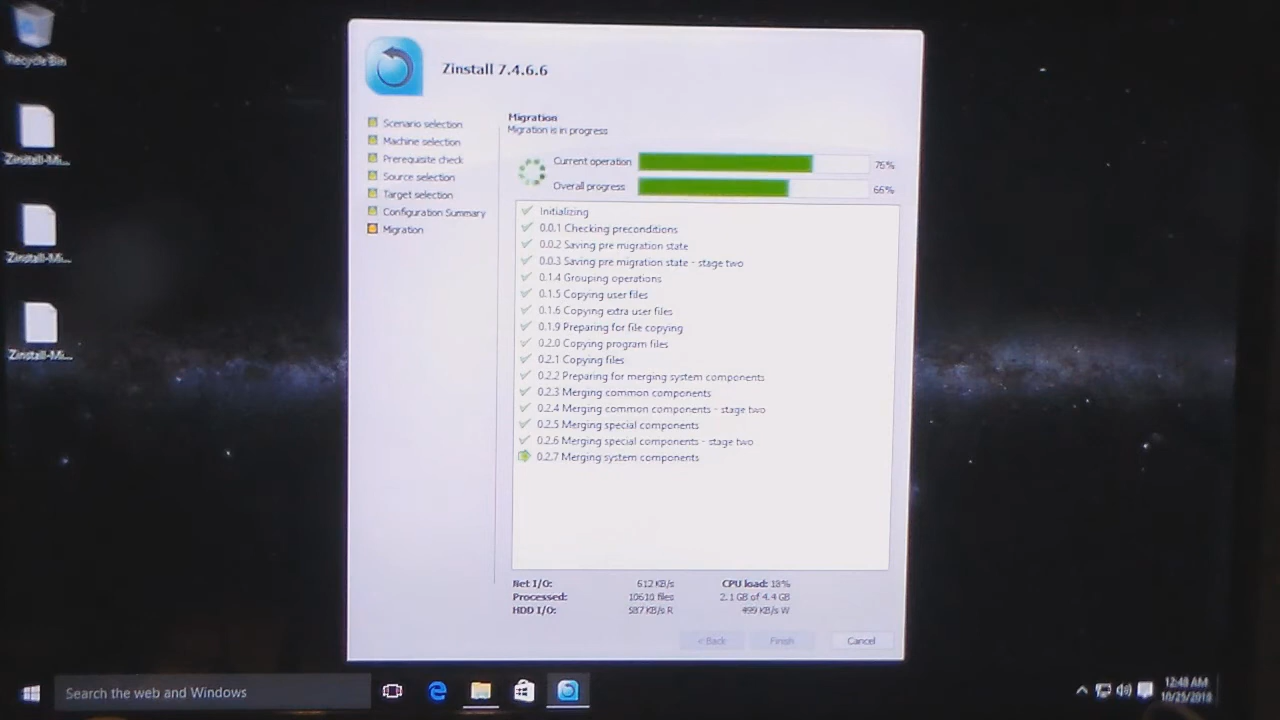 Recycle Bin
Zinstall-Mi...
Zinstall-Mi...
Zinstall-Mi...
Zinstall 7.4.6.6
Scenario selection
Machine selection
Prerequisite check
Source selection
Target selection
Configuration Summary
Migration
Migration
Migration is in progress
Current operation 76%
Overall progress 66%
Initializing
0.0.1 Checking preconditions
0.0.2 Saving pre migration state
0.0.3 Saving pre migration state - stage two
0.1.4 Grouping operations
0.1.5 Copying user files
0.1.6 Copying extra user files
0.1.9 Preparing for file copying
0.2.0 Copying program files
0.2.1 Copying files
0.2.2 Preparing for merging system components
0.2.3 Merging common components
0.2.4 Merging common components - stage two
0.2.5 Merging special components
0.2.6 Merging special components - stage two
0.2.7 Merging system components
Net I/O: 612 KB/s CPU load: 18%
Processed: 10610 files 2.1 GB of 4.4 GB
HDD I/O: 587 KB/s R 499 KB/s W
< Back Finish Cancel
Search the web and Windows
12:48 AM
10/25/2018